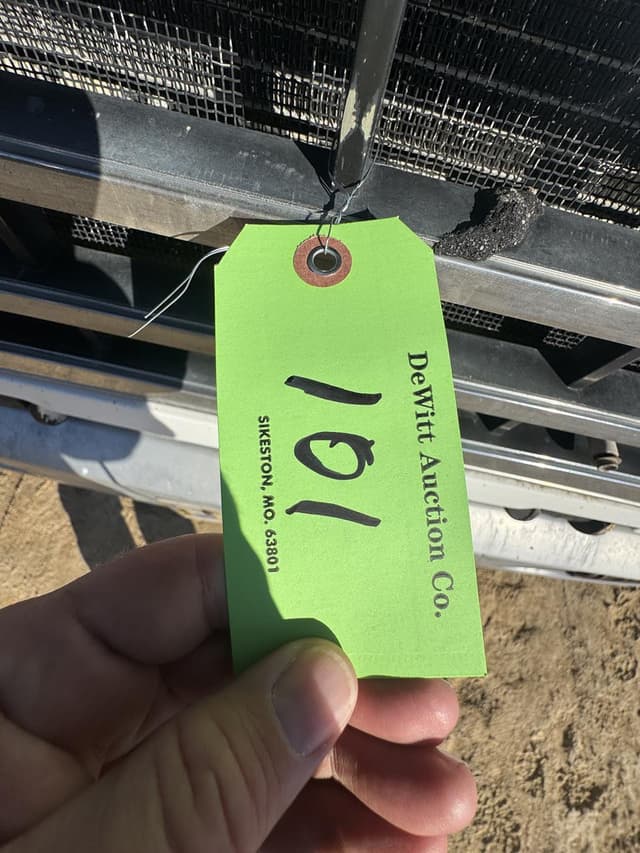 DeWitt Auction Co.
101
SIKESTON, MO. 63801